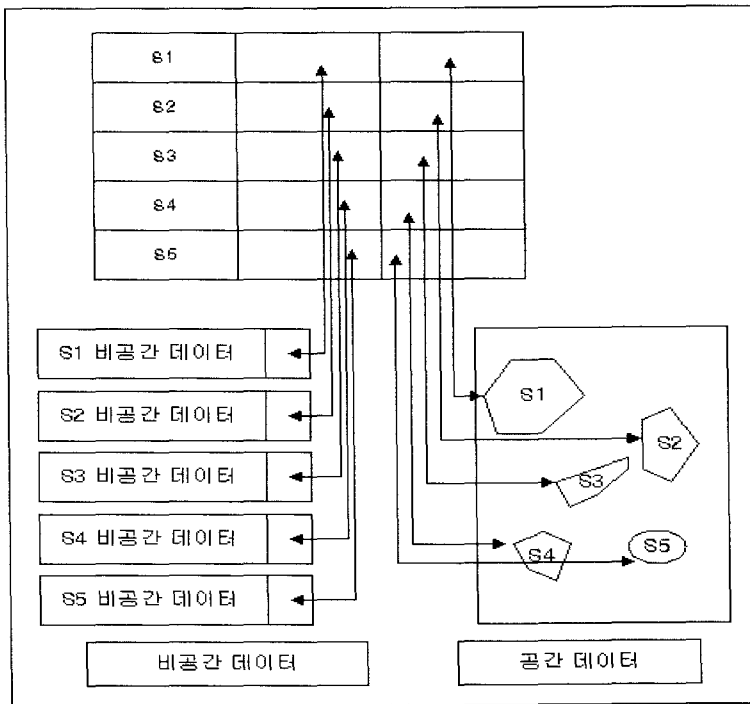 S1
S2
S3
S4
S5
S1 비공간 데이터
S2 비공간 데이터
S3 비공간 데이터
S4 비공간 데이터
S5 비공간 데이터
S1
S2
S3
S4
S5
비공간 데이터
공간 데이터